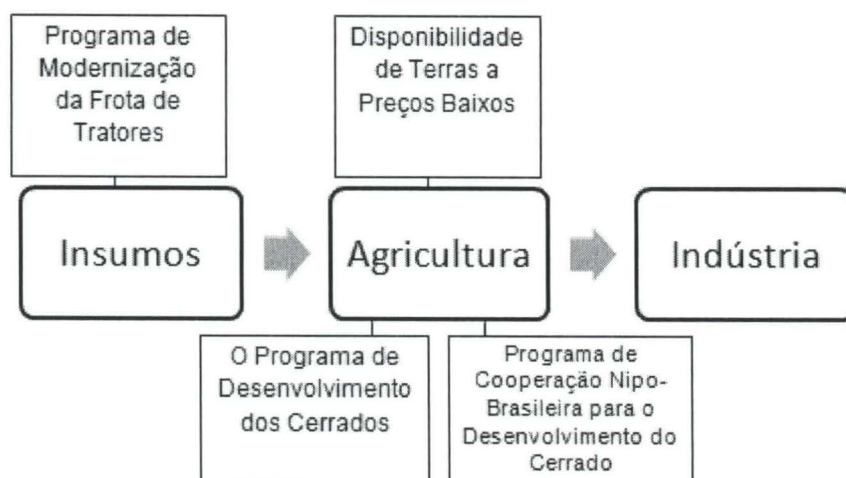 Programa de
Modernização
da Frota de
Tratores
Disponibilidade
de Terras a
Preços Baixos
Insumos
Agricultura
Indústria
O Programa de
Desenvolvimento
dos Cerrados
Programa de
Cooperação Nipo-
Brasileira para o
Desenvolvimento do
Cerrado